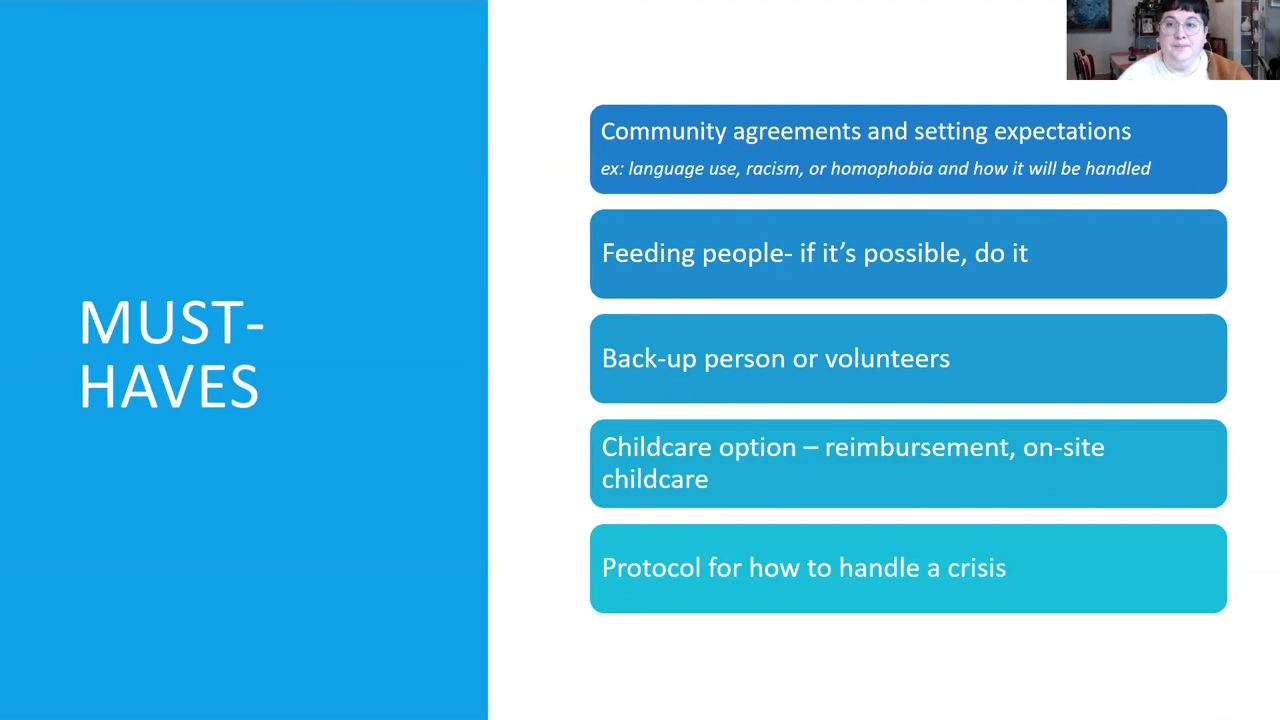 MUST-
HAVES
Community agreements and setting expectations
ex: language use, racism, or homophobia and how it will be handled
Feeding people- if it’s possible, do it
Back-up person or volunteers
Childcare option – reimbursement, on-site
childcare
Protocol for how to handle a crisis